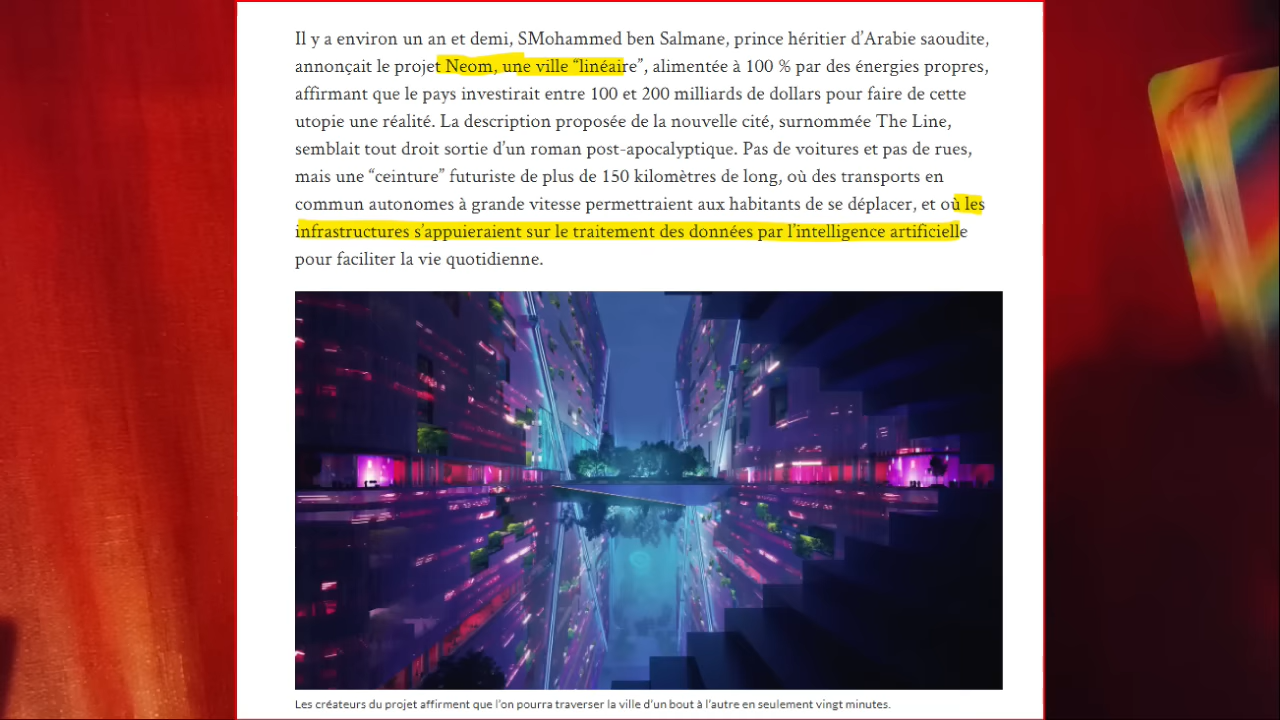 Il y a environ un an et demi, SMohammed ben Salmane, prince héritier d’Arabie saoudite,
annonçait le projet Neom, une ville “linéaire”, alimentée à 100 % par des énergies propres,
affirmant que le pays investirait entre 100 et 200 milliards de dollars pour faire de cette
utopie une réalité. La description proposée de la nouvelle cité, surnommée The Line,
semblait tout droit sortie d’un roman post-apocalyptique. Pas de voitures et pas de rues,
mais une “ceinture” futuriste de plus de 150 kilomètres de long, où des transports en
commun autonomes à grande vitesse permettraient aux habitants de se déplacer, et où les
infrastructures s’appuieraient sur le traitement des données par l’intelligence artificielle
pour faciliter la vie quotidienne.
Les créateurs du projet affirment que l’on pourra traverser la ville d’un bout à l’autre en seulement vingt minutes.